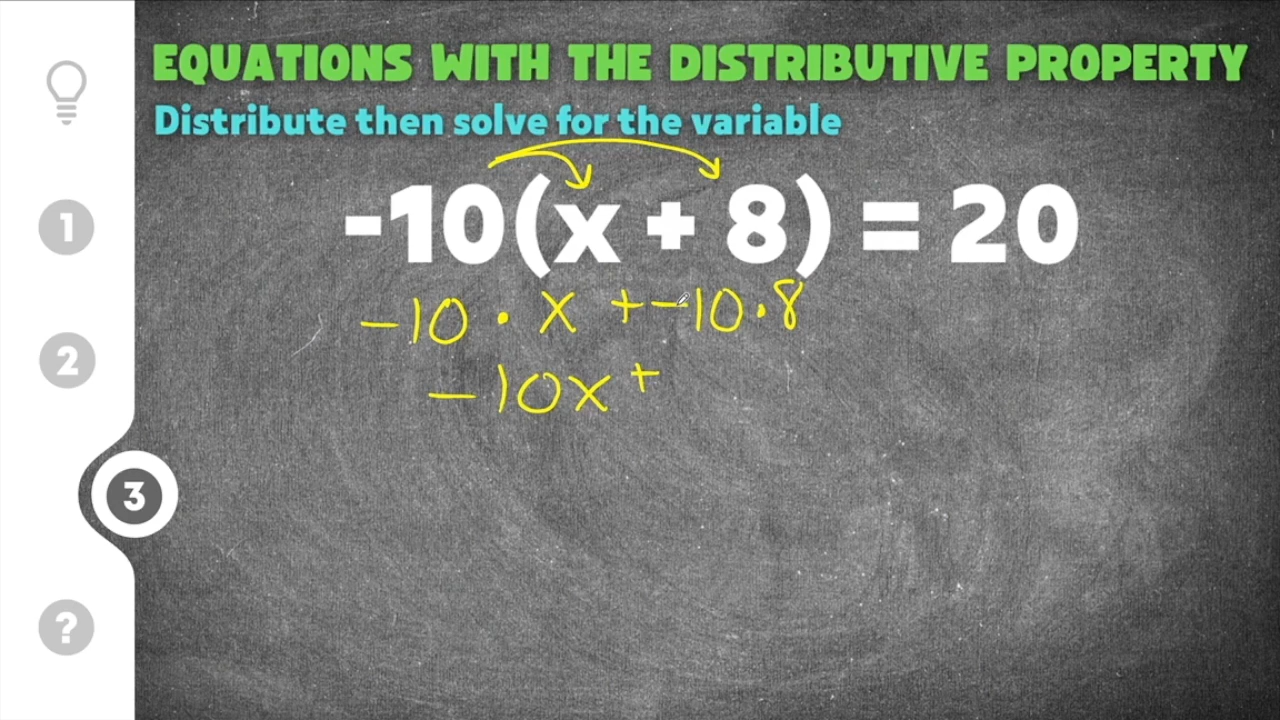 EQUATIONS WITH THE DISTRIBUTIVE PROPERTY
Distribute then solve for the variable
-10(x + 8) = 20
-10 · x + -10 · 8
-10x +
1
2
3
?